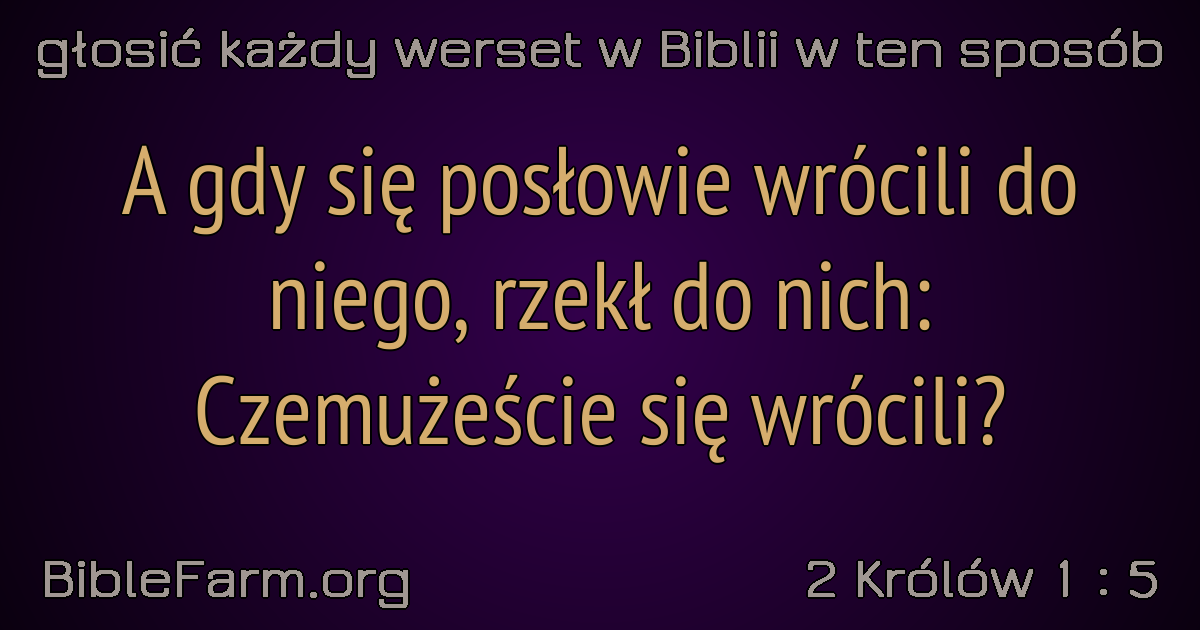 głosić każdy werset w Biblii w ten sposób
A gdy się posłowie wrócili do
niego, rzekł do nich:
Czemużeście się wrócili?
BibleFarm.org
2 Królów 1 : 5